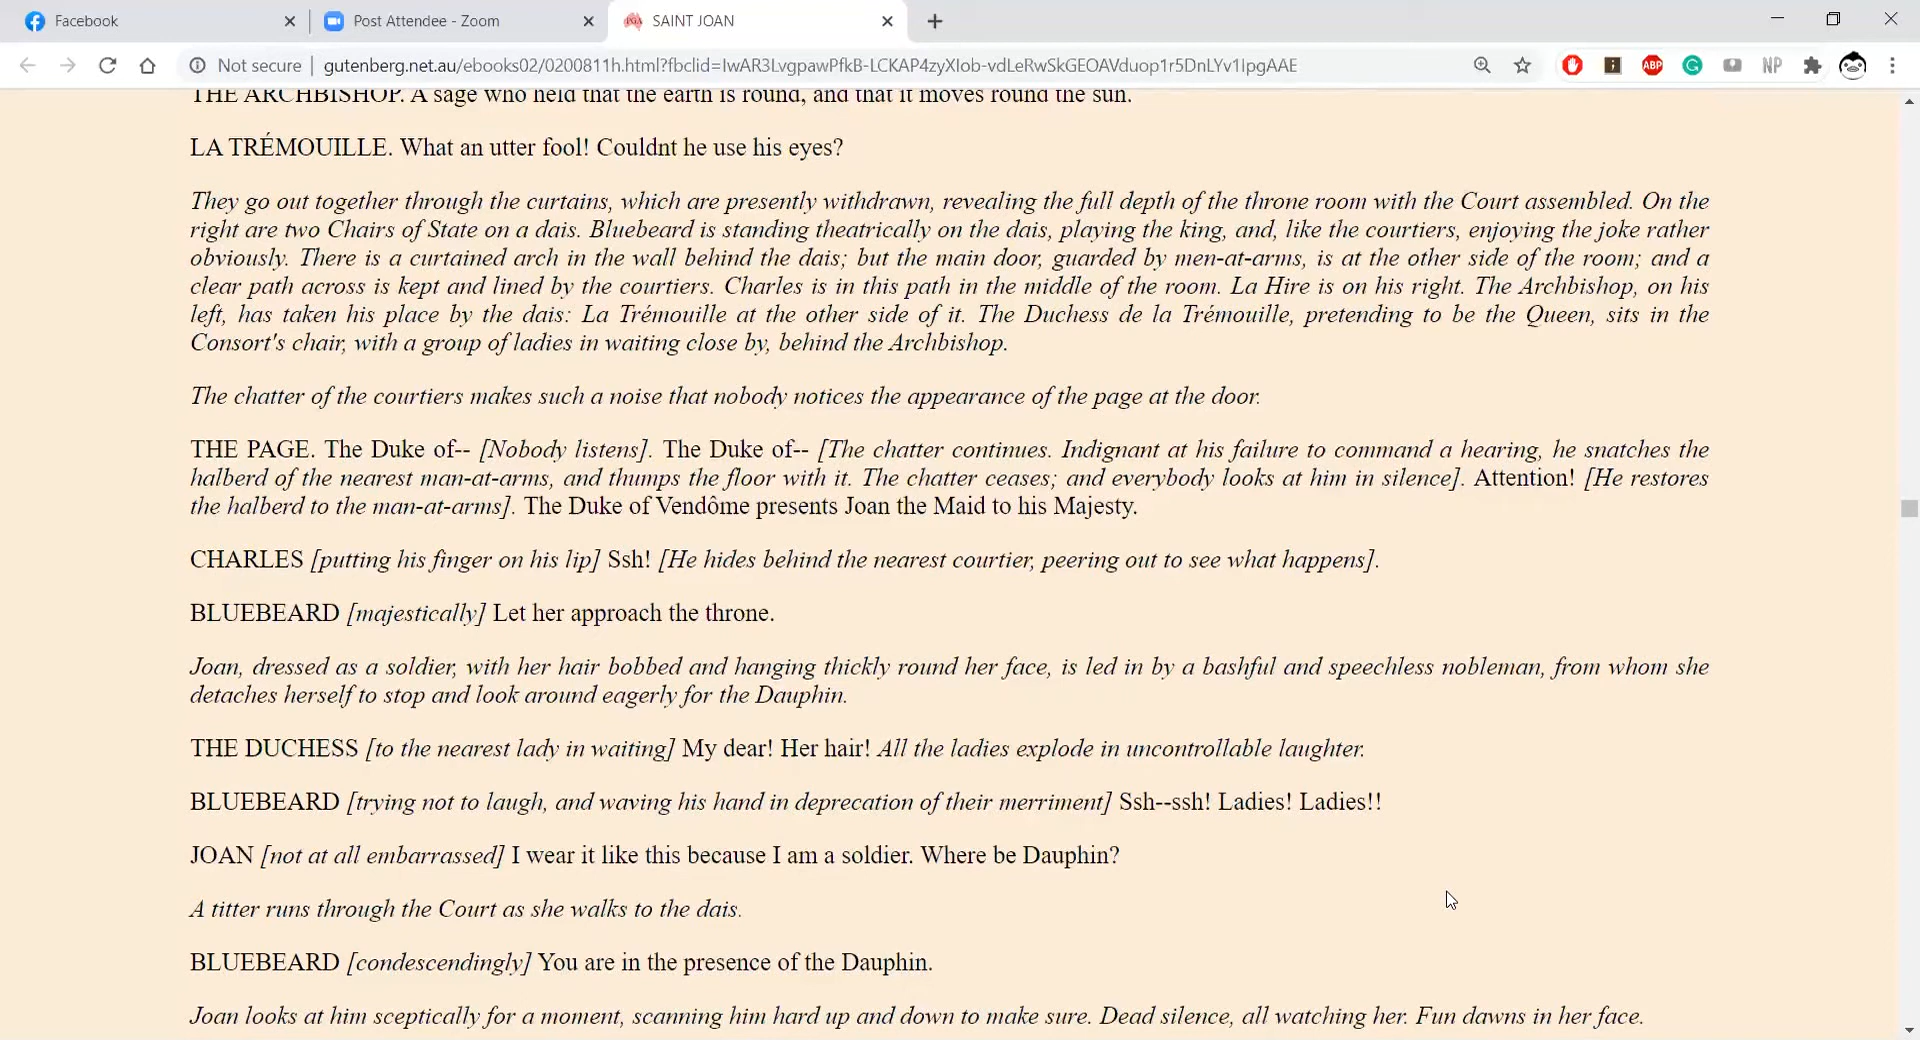 Facebook
Post Attendee - Zoom
SAINT JOAN
Not secure | gutenberg.net.au/ebooks02/0200811h.html?fbclid=IwAR3LvgpawPfkB-LCKAP4zyXIob-vdLeRwSkGEOAVduop1r5DnLYv1IpgAAE
ABP
NP
THE ARCHBISHOP. A sage who held that the earth is round, and that it moves round the sun.
LA TRÉMOUILLE. What an utter fool! Couldnt he use his eyes?
They go out together through the curtains, which are presently withdrawn, revealing the full depth of the throne room with the Court assembled. On the
right are two Chairs of State on a dais. Bluebeard is standing theatrically on the dais, playing the king, and, like the courtiers, enjoying the joke rather
obviously. There is a curtained arch in the wall behind the dais; but the main door, guarded by men-at-arms, is at the other side of the room; and a
clear path across is kept and lined by the courtiers. Charles is in this path in the middle of the room. La Hire is on his right. The Archbishop, on his
left, has taken his place by the dais: La Trémouille at the other side of it. The Duchess de la Trémouille, pretending to be the Queen, sits in the
Consort's chair, with a group of ladies in waiting close by, behind the Archbishop.
The chatter of the courtiers makes such a noise that nobody notices the appearance of the page at the door.
THE PAGE. The Duke of-- [Nobody listens]. The Duke of-- [The chatter continues. Indignant at his failure to command a hearing, he snatches the
halberd of the nearest man-at-arms, and thumps the floor with it. The chatter ceases; and everybody looks at him in silence]. Attention! [He restores
the halberd to the man-at-arms]. The Duke of Vendôme presents Joan the Maid to his Majesty.
CHARLES [putting his finger on his lip] Ssh! [He hides behind the nearest courtier, peering out to see what happens].
BLUEBEARD [majestically] Let her approach the throne.
Joan, dressed as a soldier, with her hair bobbed and hanging thickly round her face, is led in by a bashful and speechless nobleman, from whom she
detaches herself to stop and look around eagerly for the Dauphin.
THE DUCHESS [to the nearest lady in waiting] My dear! Her hair! All the ladies explode in uncontrollable laughter.
BLUEBEARD [trying not to laugh, and waving his hand in deprecation of their merriment] Ssh--ssh! Ladies! Ladies!!
JOAN [not at all embarrassed] I wear it like this because I am a soldier. Where be Dauphin?
A titter runs through the Court as she walks to the dais.
BLUEBEARD [condescendingly] You are in the presence of the Dauphin.
Joan looks at him sceptically for a moment, scanning him hard up and down to make sure. Dead silence, all watching her. Fun dawns in her face.